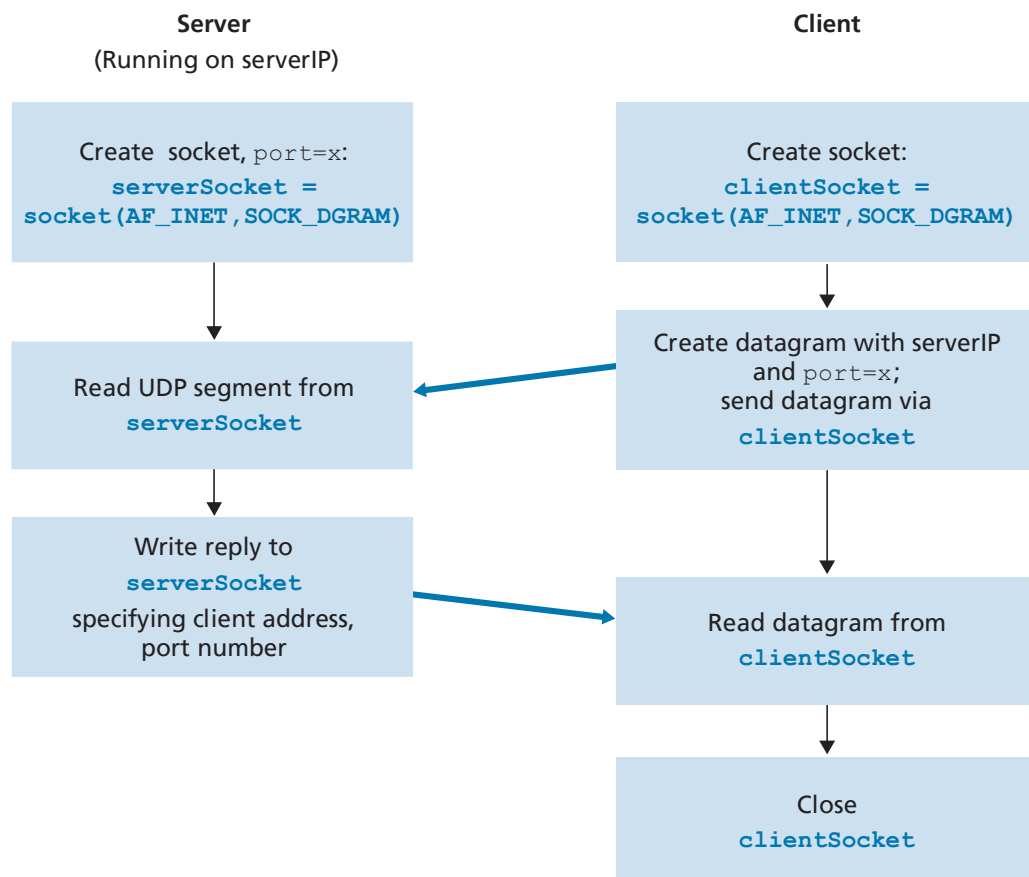 Server
(Running on serverIP)
Create socket, port=x:
serverSocket =
socket(AF_INET,SOCK_DGRAM)
Read UDP segment from
serverSocket
Write reply to
serverSocket
specifying client address,
port number
Client
Create socket:
clientSocket =
socket(AF_INET,SOCK_DGRAM)
Create datagram with serverIP
and port=x;
send datagram via
clientSocket
Read datagram from
clientSocket
Close
clientSocket